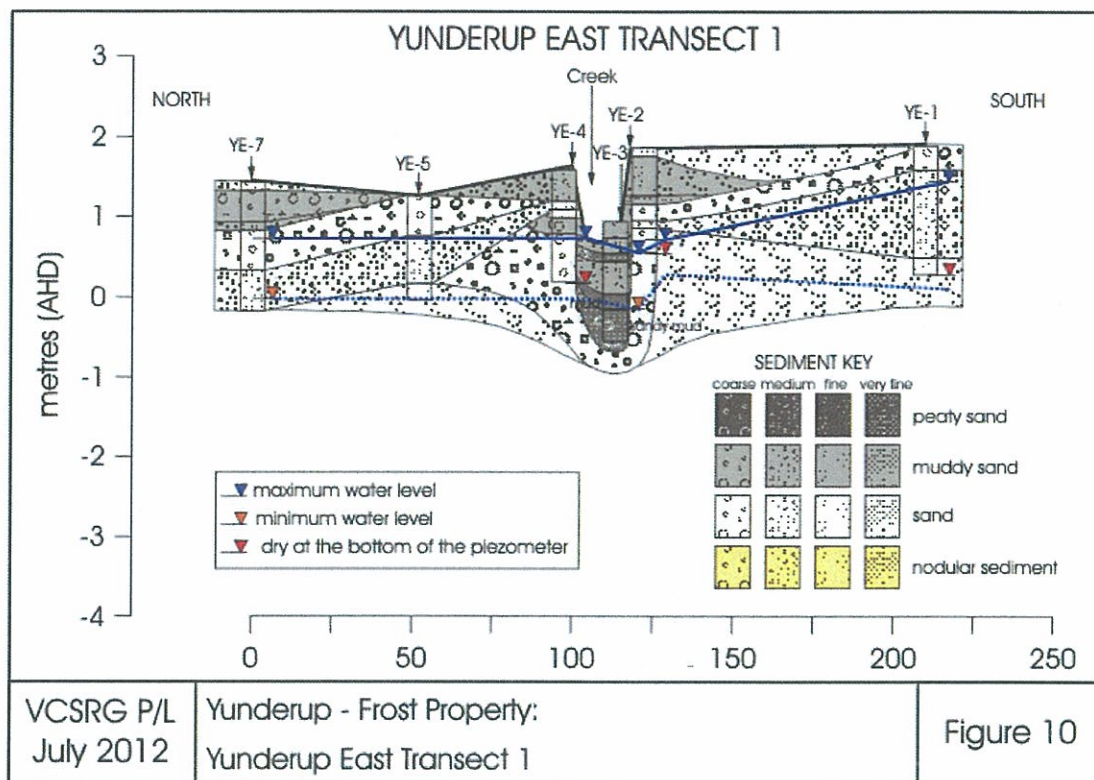 YUNDERUP EAST TRANSECT 1
3
2
1
0
-1
-2
-3
-4
metres (AHD)
NORTH
SOUTH
Creek
YE-7
YE-5
YE-4
YE-3
YE-2
YE-1
sandy mud
SEDIMENT KEY
coarse medium fine very fine
peaty sand
muddy sand
sand
nodular sediment
maximum water level
minimum water level
dry at the bottom of the piezometer
0 50 100 150 200 250
VCSRG P/L
July 2012
Yunderup - Frost Property:
Yunderup East Transect 1
Figure 10